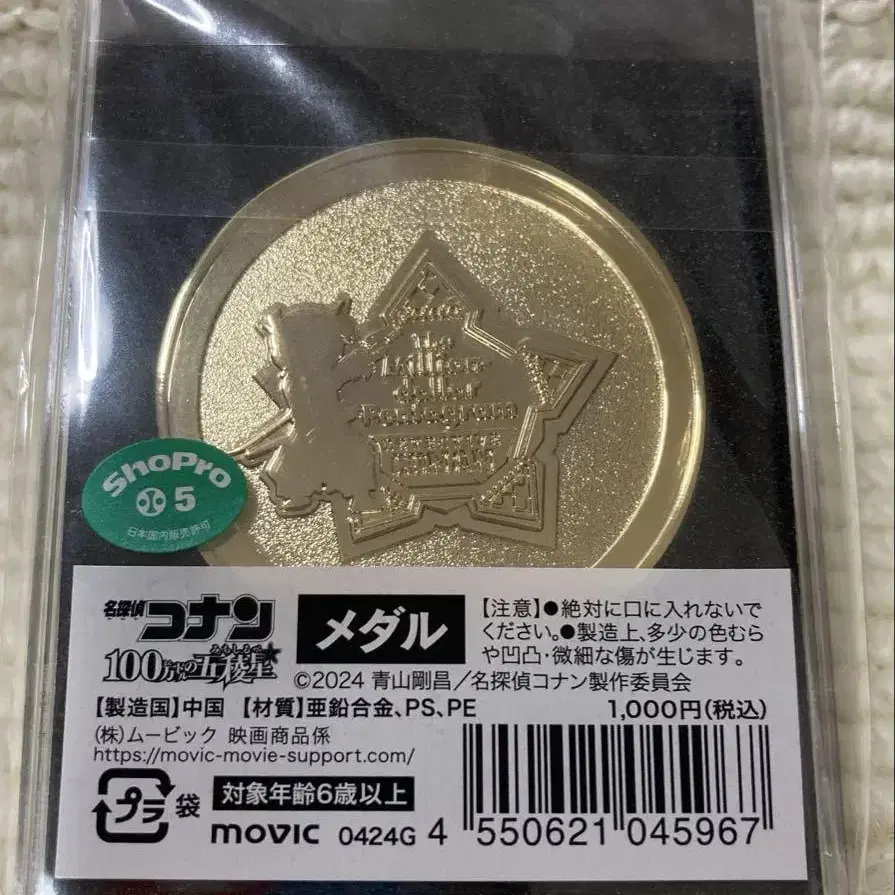 The
million-
dollar
Pentagram
DETECTIVE
CONAN
ShoPro
5
日本国内販売許可
名探偵
コナン
みちしるべ
100万ドルの五稜星
メダル
【注意】●絶対に口に入れないで
ください。●製造上、多少の色むら
や凹凸・微細な傷が生じます。
©2024 青山剛昌／名探偵コナン製作委員会
【製造国】中国 【材質】亜鉛合金、PS、PE
1,000円(税込)
(株)ムービック 映画商品係
https://movic-movie-support.com/
プラ 袋
対象年齢6歳以上
movic 0424G
4 550621 045967